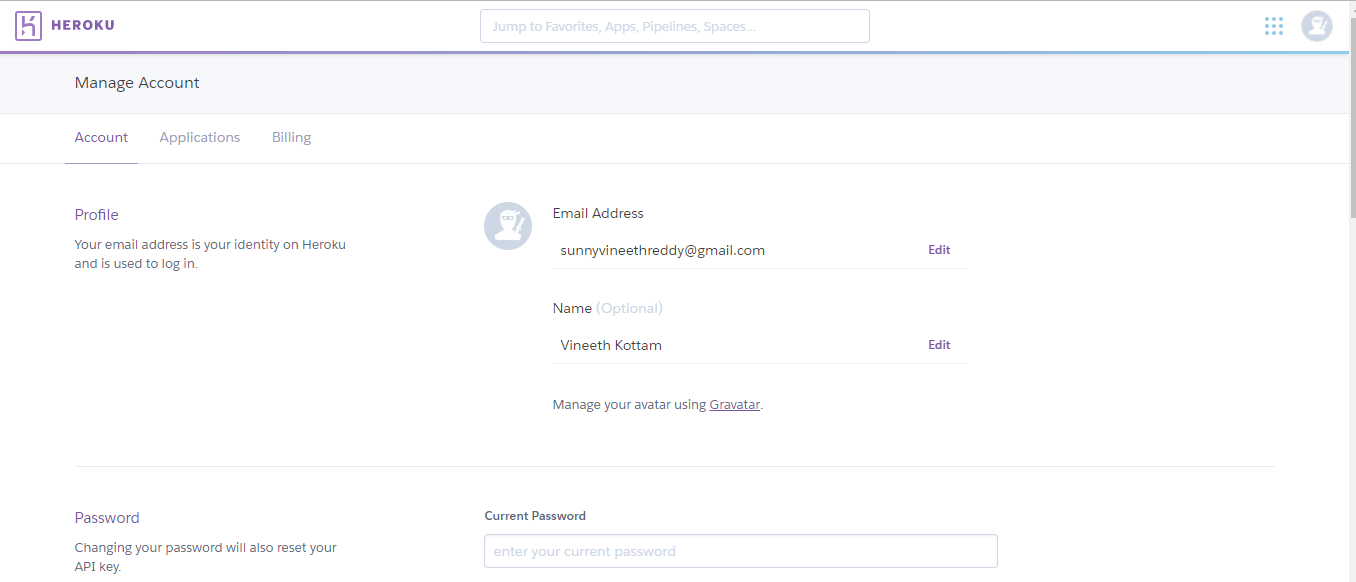 HEROKU
Jump to Favorites, Apps, Pipelines, Spaces...
Manage Account
Account
Applications
Billing
Profile
Your email address is your identity on Heroku
and is used to log in.
Email Address
sunnyvineethreddy@gmail.com
Edit
Name (Optional)
Vineeth Kottam
Edit
Manage your avatar using Gravatar.
Password
Changing your password will also reset your
API key.
Current Password
enter your current password